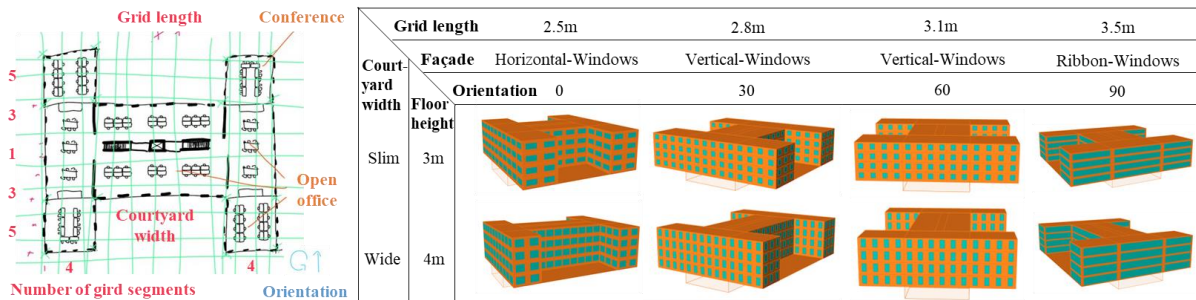 Grid length
Conference
5
3
1
3
5
Open
office
Courtyard
width
4
4
G↑
Number of gird segments
Orientation
Grid length 2.5m 2.8m 3.1m 3.5m
Façade Horizontal-Windows Vertical-Windows Vertical-Windows Ribbon-Windows
Court-
yard
width
Orientation 0 30 60 90
Floor
height
Slim 3m
Wide 4m